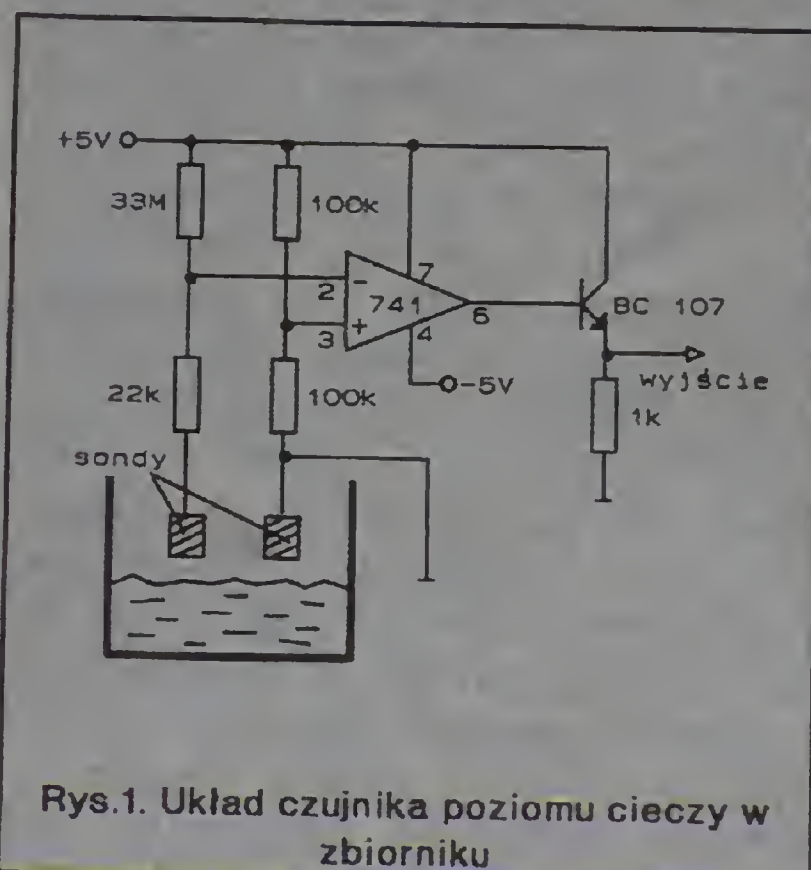 +5V
33M
100k
7
2
-
741
6
BC 107
3
+
4
-5V
wyjście
22k
100k
1k
sondy
Rys.1. Układ czujnika poziomu cieczy w
zbiorniku